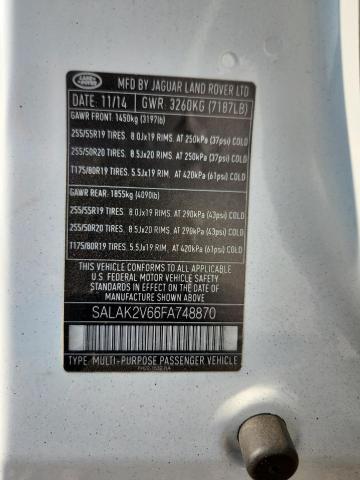 LAND ROVER
MFD BY JAGUAR LAND ROVER LTD
DATE: 11/14 GWR: 3260KG (7187LB)
GAWR FRONT: 1450kg (3197lb)
255/55R19 TIRES. 8.0Jx19 RIMS. AT 250kPa (37psi) COLD
255/50R20 TIRES. 8.5Jx20 RIMS. AT 250kPa (37psi) COLD
T175/80R19 TIRES. 5.5Jx19 RIM. AT 420kPa (61psi) COLD
GAWR REAR: 1855kg (4090lb)
255/55R19 TIRES. 8.0Jx19 RIMS. AT 290kPa (43psi) COLD
255/50R20 TIRES. 8.5Jx20 RIMS. AT 290kPa (43psi) COLD
T175/80R19 TIRES. 5.5Jx19 RIM. AT 420kPa (61psi) COLD
THIS VEHICLE CONFORMS TO ALL APPLICABLE
U.S. FEDERAL MOTOR VEHICLE SAFETY
AND THEFT PREVENTION STANDARDS IN EFFECT
ON THE DATE OF MANUFACTURE SHOWN ABOVE
SALAK2V66FA748870
TYPE: MULTI-PURPOSE PASSENGER VEHICLE